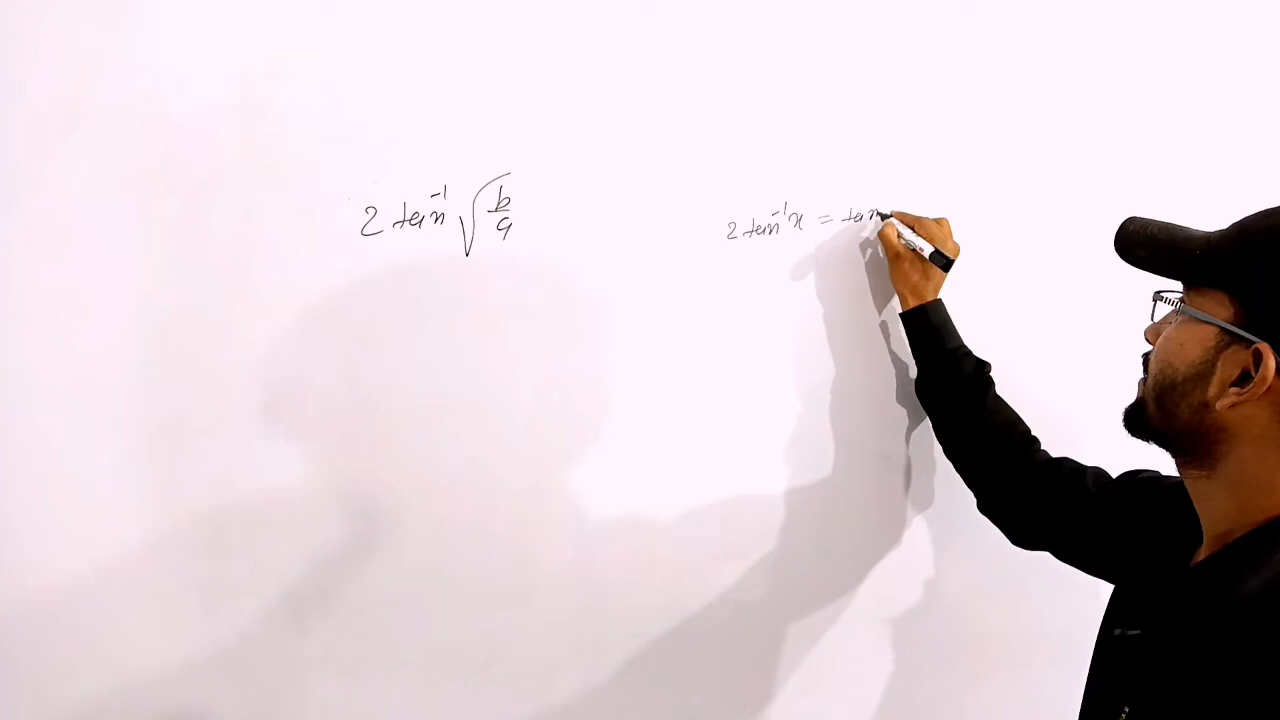 2 tan⁻¹ √(b/a)
2 tan⁻¹x = tan